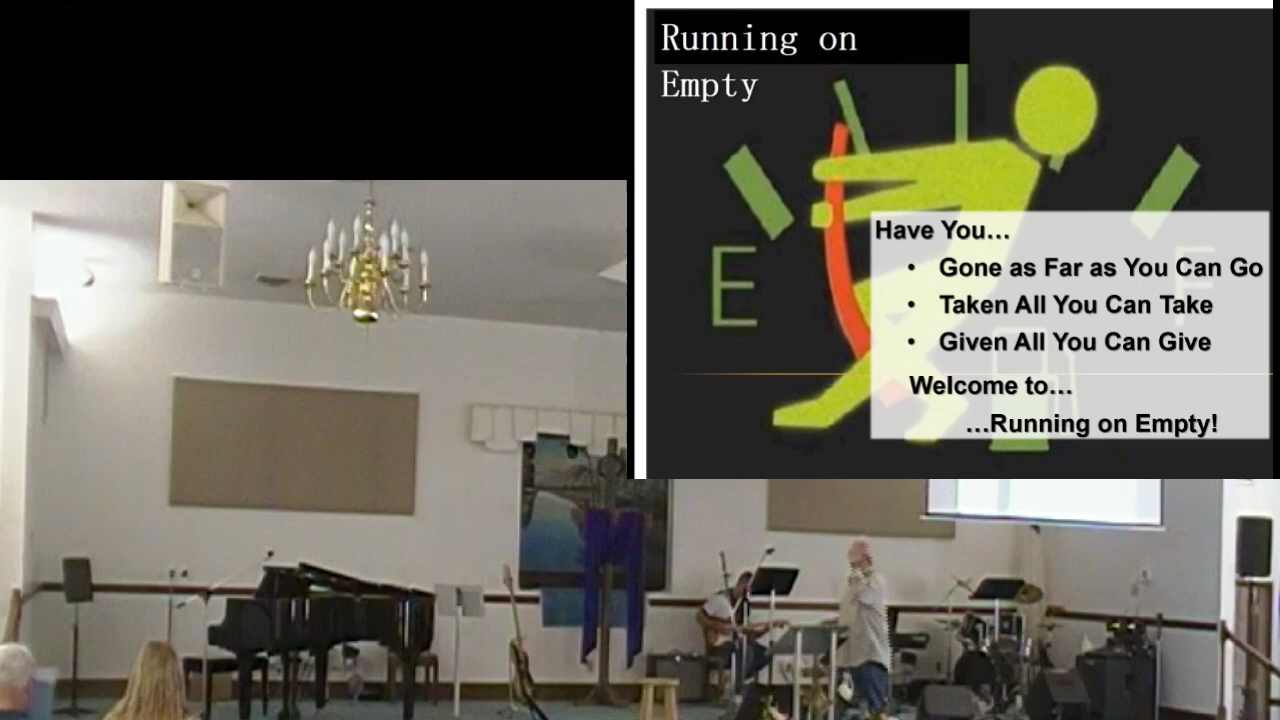 Running on
Empty
E
F
Have You…
• Gone as Far as You Can Go
• Taken All You Can Take
• Given All You Can Give
Welcome to…
…Running on Empty!